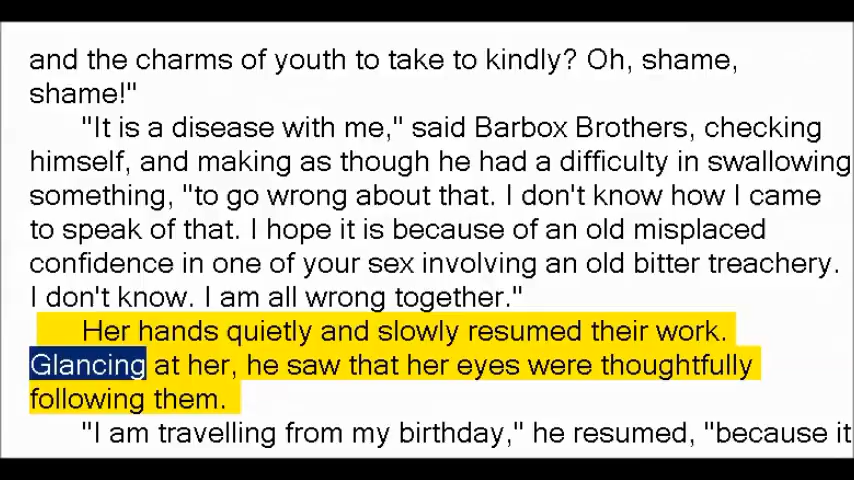 and the charms of youth to take to kindly? Oh, shame,
shame!"
"It is a disease with me," said Barbox Brothers, checking
himself, and making as though he had a difficulty in swallowing
something, "to go wrong about that. I don't know how I came
to speak of that. I hope it is because of an old misplaced
confidence in one of your sex involving an old bitter treachery.
I don't know. I am all wrong together."
Her hands quietly and slowly resumed their work.
Glancing at her, he saw that her eyes were thoughtfully
following them.
"I am travelling from my birthday," he resumed, "because it